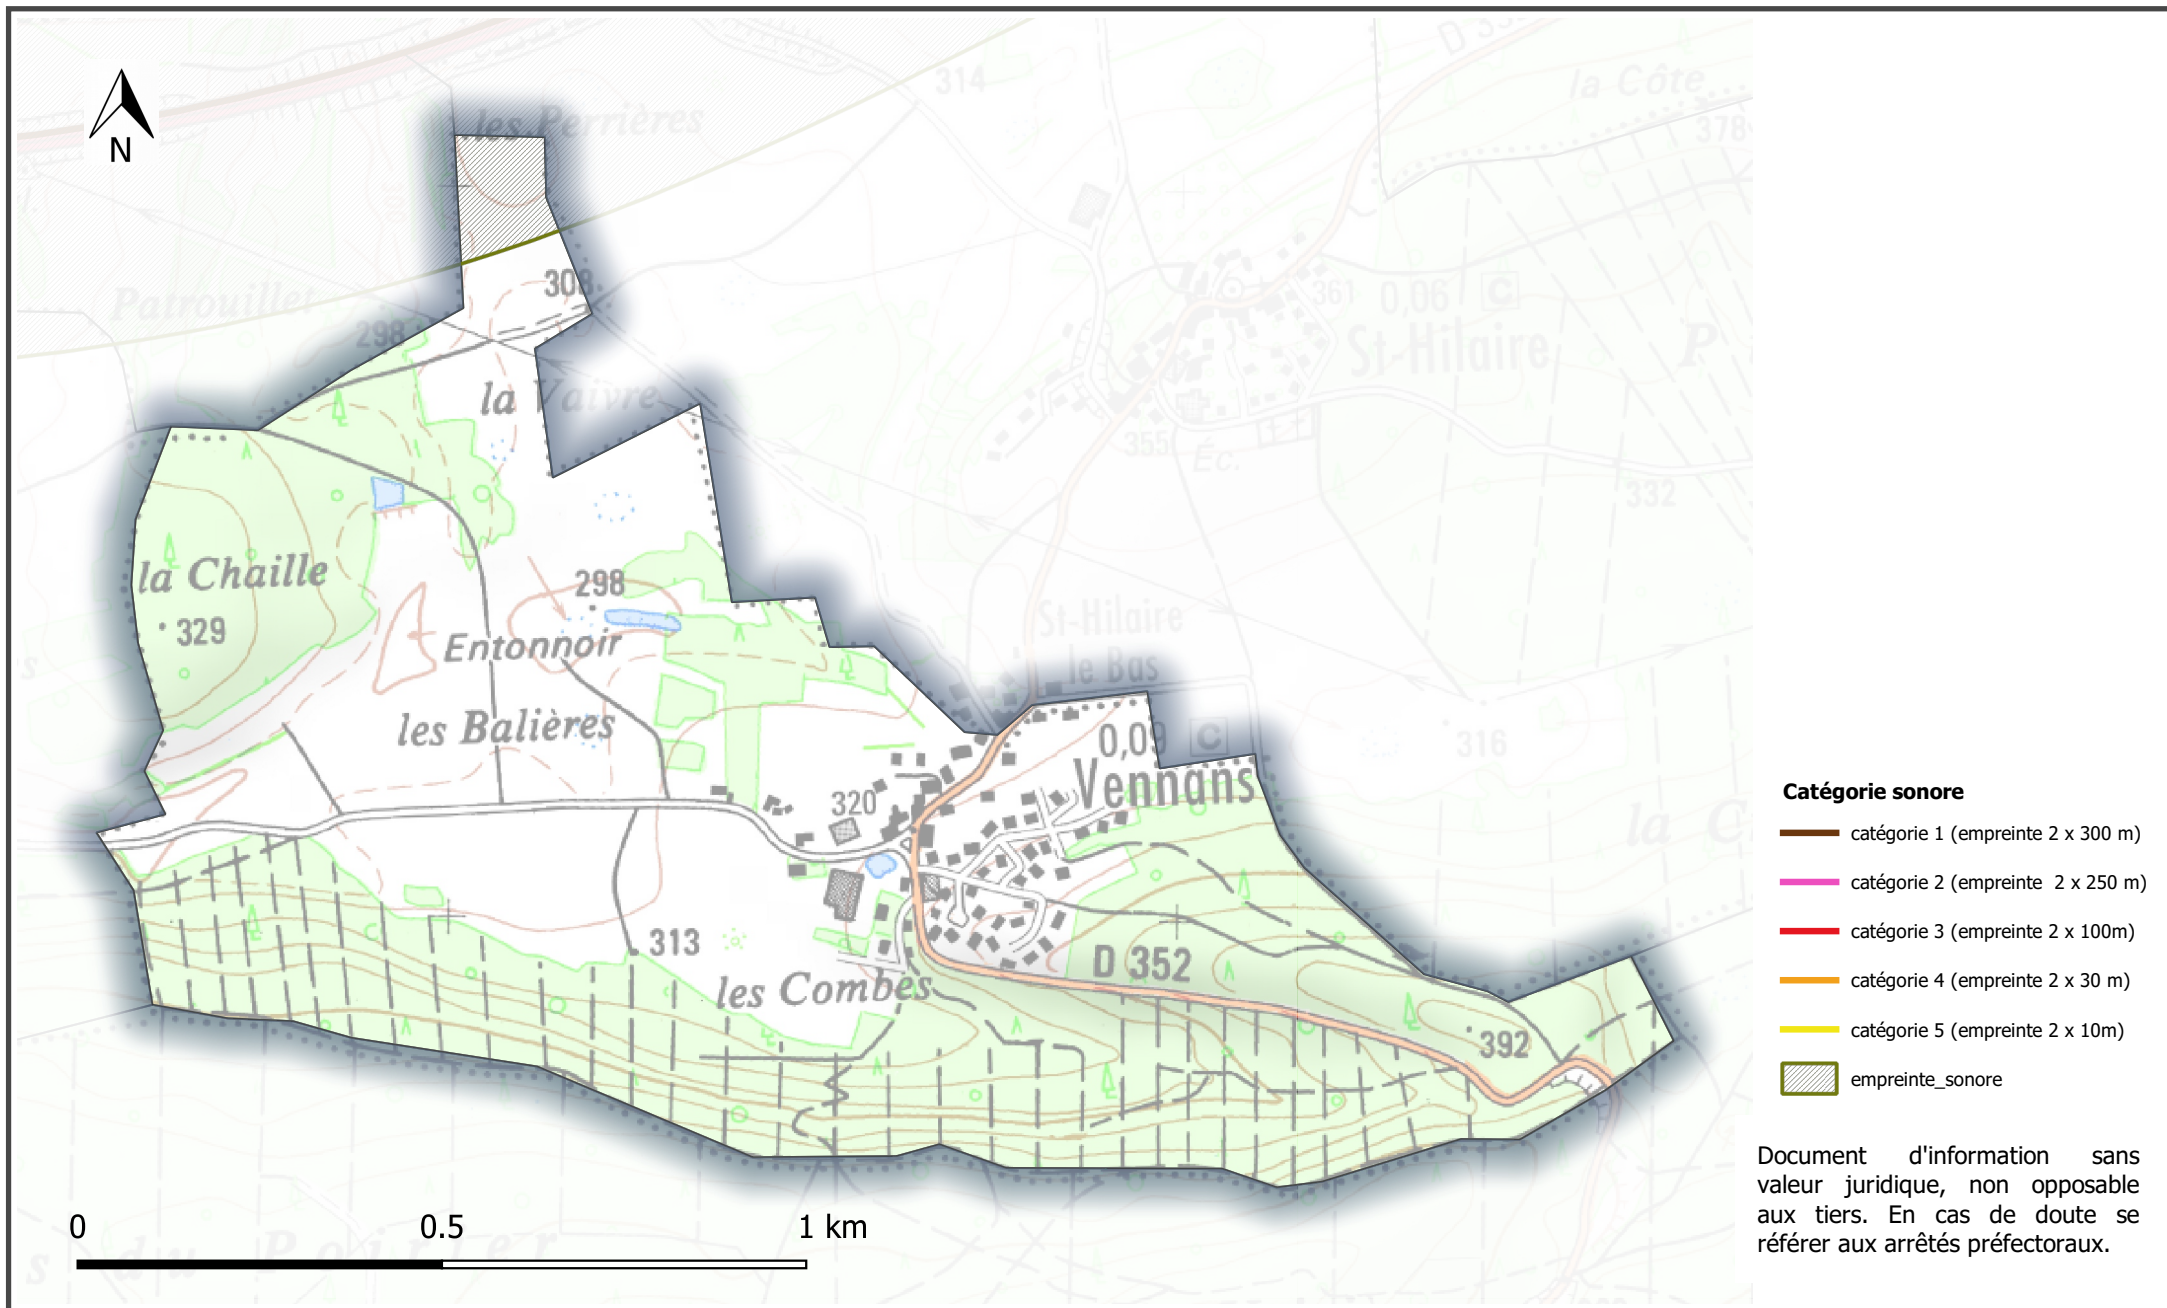 D 35
la Côte
378
314
N
les Perrières
308
Patrouillet
298
361
0,06
C
St-Hilaire
P
la Vaivre
355
Éc.
332
la Chaille
298
329
Entonnoir
St-Hilaire
le Bas
les Balières
0,09
C
316
Vennans
320
la C
313
D 352
les Combes
392
0
0.5
1 km
s du Poirier
Catégorie sonore
catégorie 1 (empreinte 2 x 300 m)
catégorie 2 (empreinte 2 x 250 m)
catégorie 3 (empreinte 2 x 100m)
catégorie 4 (empreinte 2 x 30 m)
catégorie 5 (empreinte 2 x 10m)
empreinte_sonore
Document d'information sans
valeur juridique, non opposable
aux tiers. En cas de doute se
référer aux arrêtés préfectoraux.